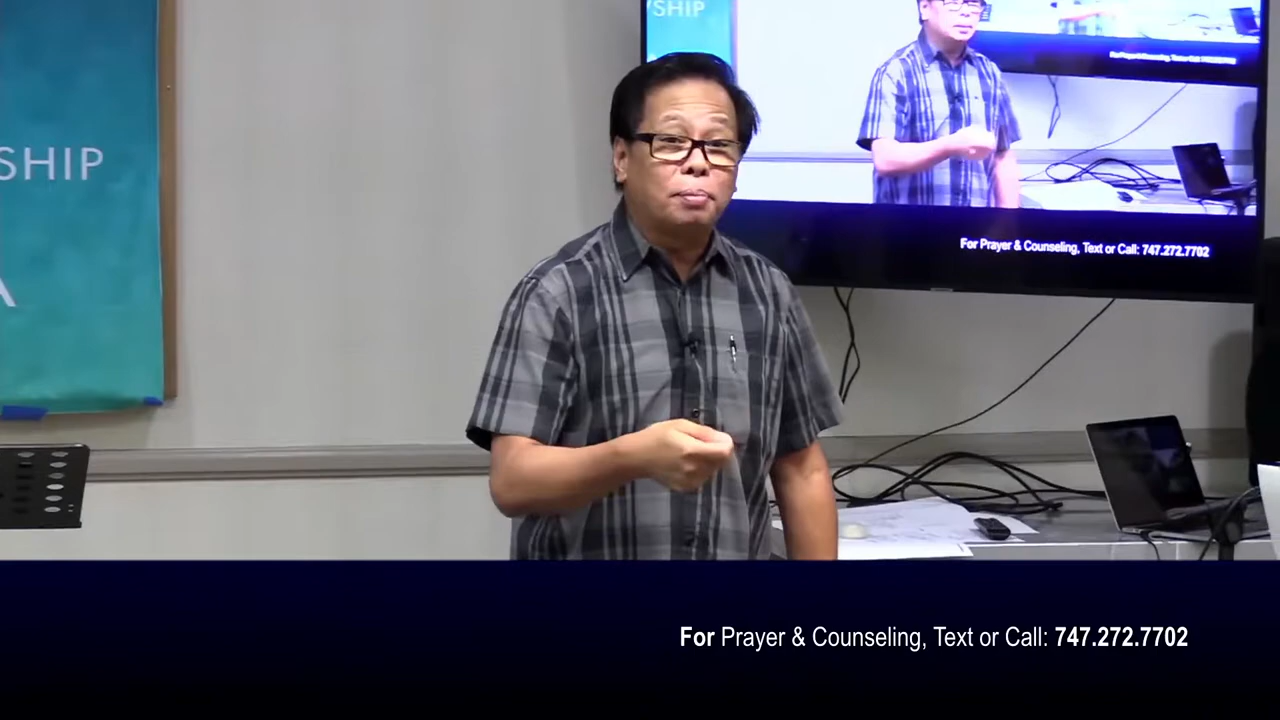 SHIP
SHIP
A
For Prayer & Counseling, Text or Call: 747.272.7702
For Prayer & Counseling, Text or Call: 747.272.7702